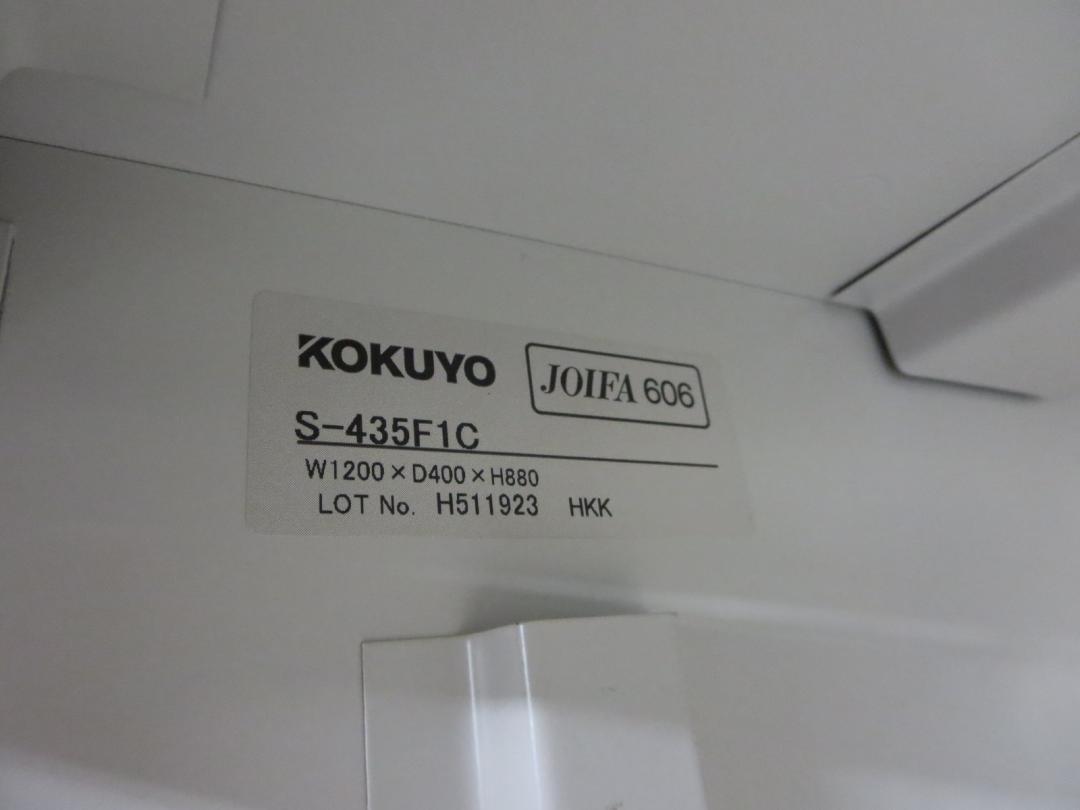 KOKUYO JOIFA 606
S-435F1C
W1200×D400×H880
LOT No. H511923 HKK